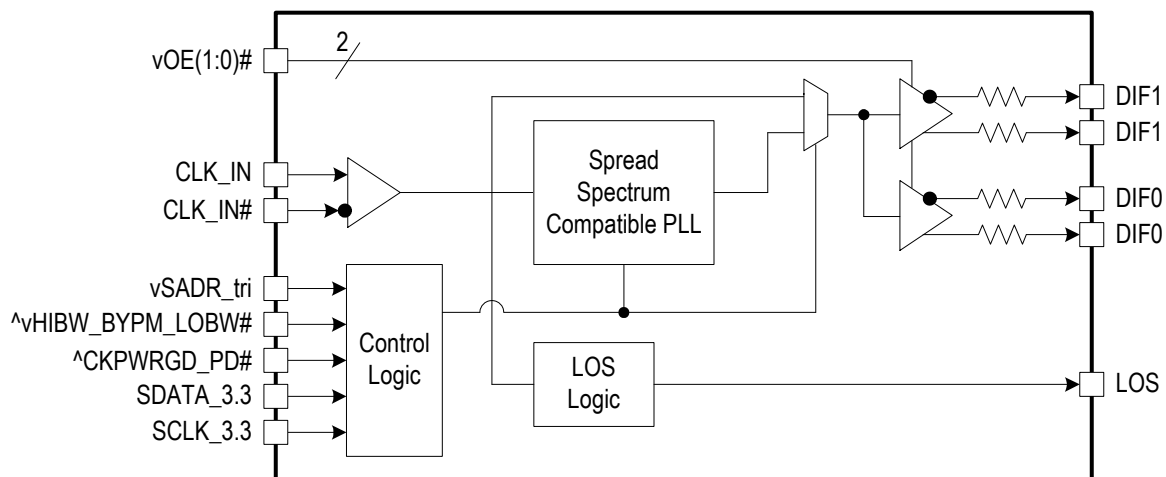 2
vOE(1:0)#
DIF1
DIF1
CLK_IN
CLK_IN#
Spread
Spectrum
Compatible PLL
DIF0
DIF0
vSADR_tri
^vHIBW_BYPM_LOBW#
^CKPWRGD_PD#
SDATA_3.3
SCLK_3.3
Control
Logic
LOS
Logic
LOS